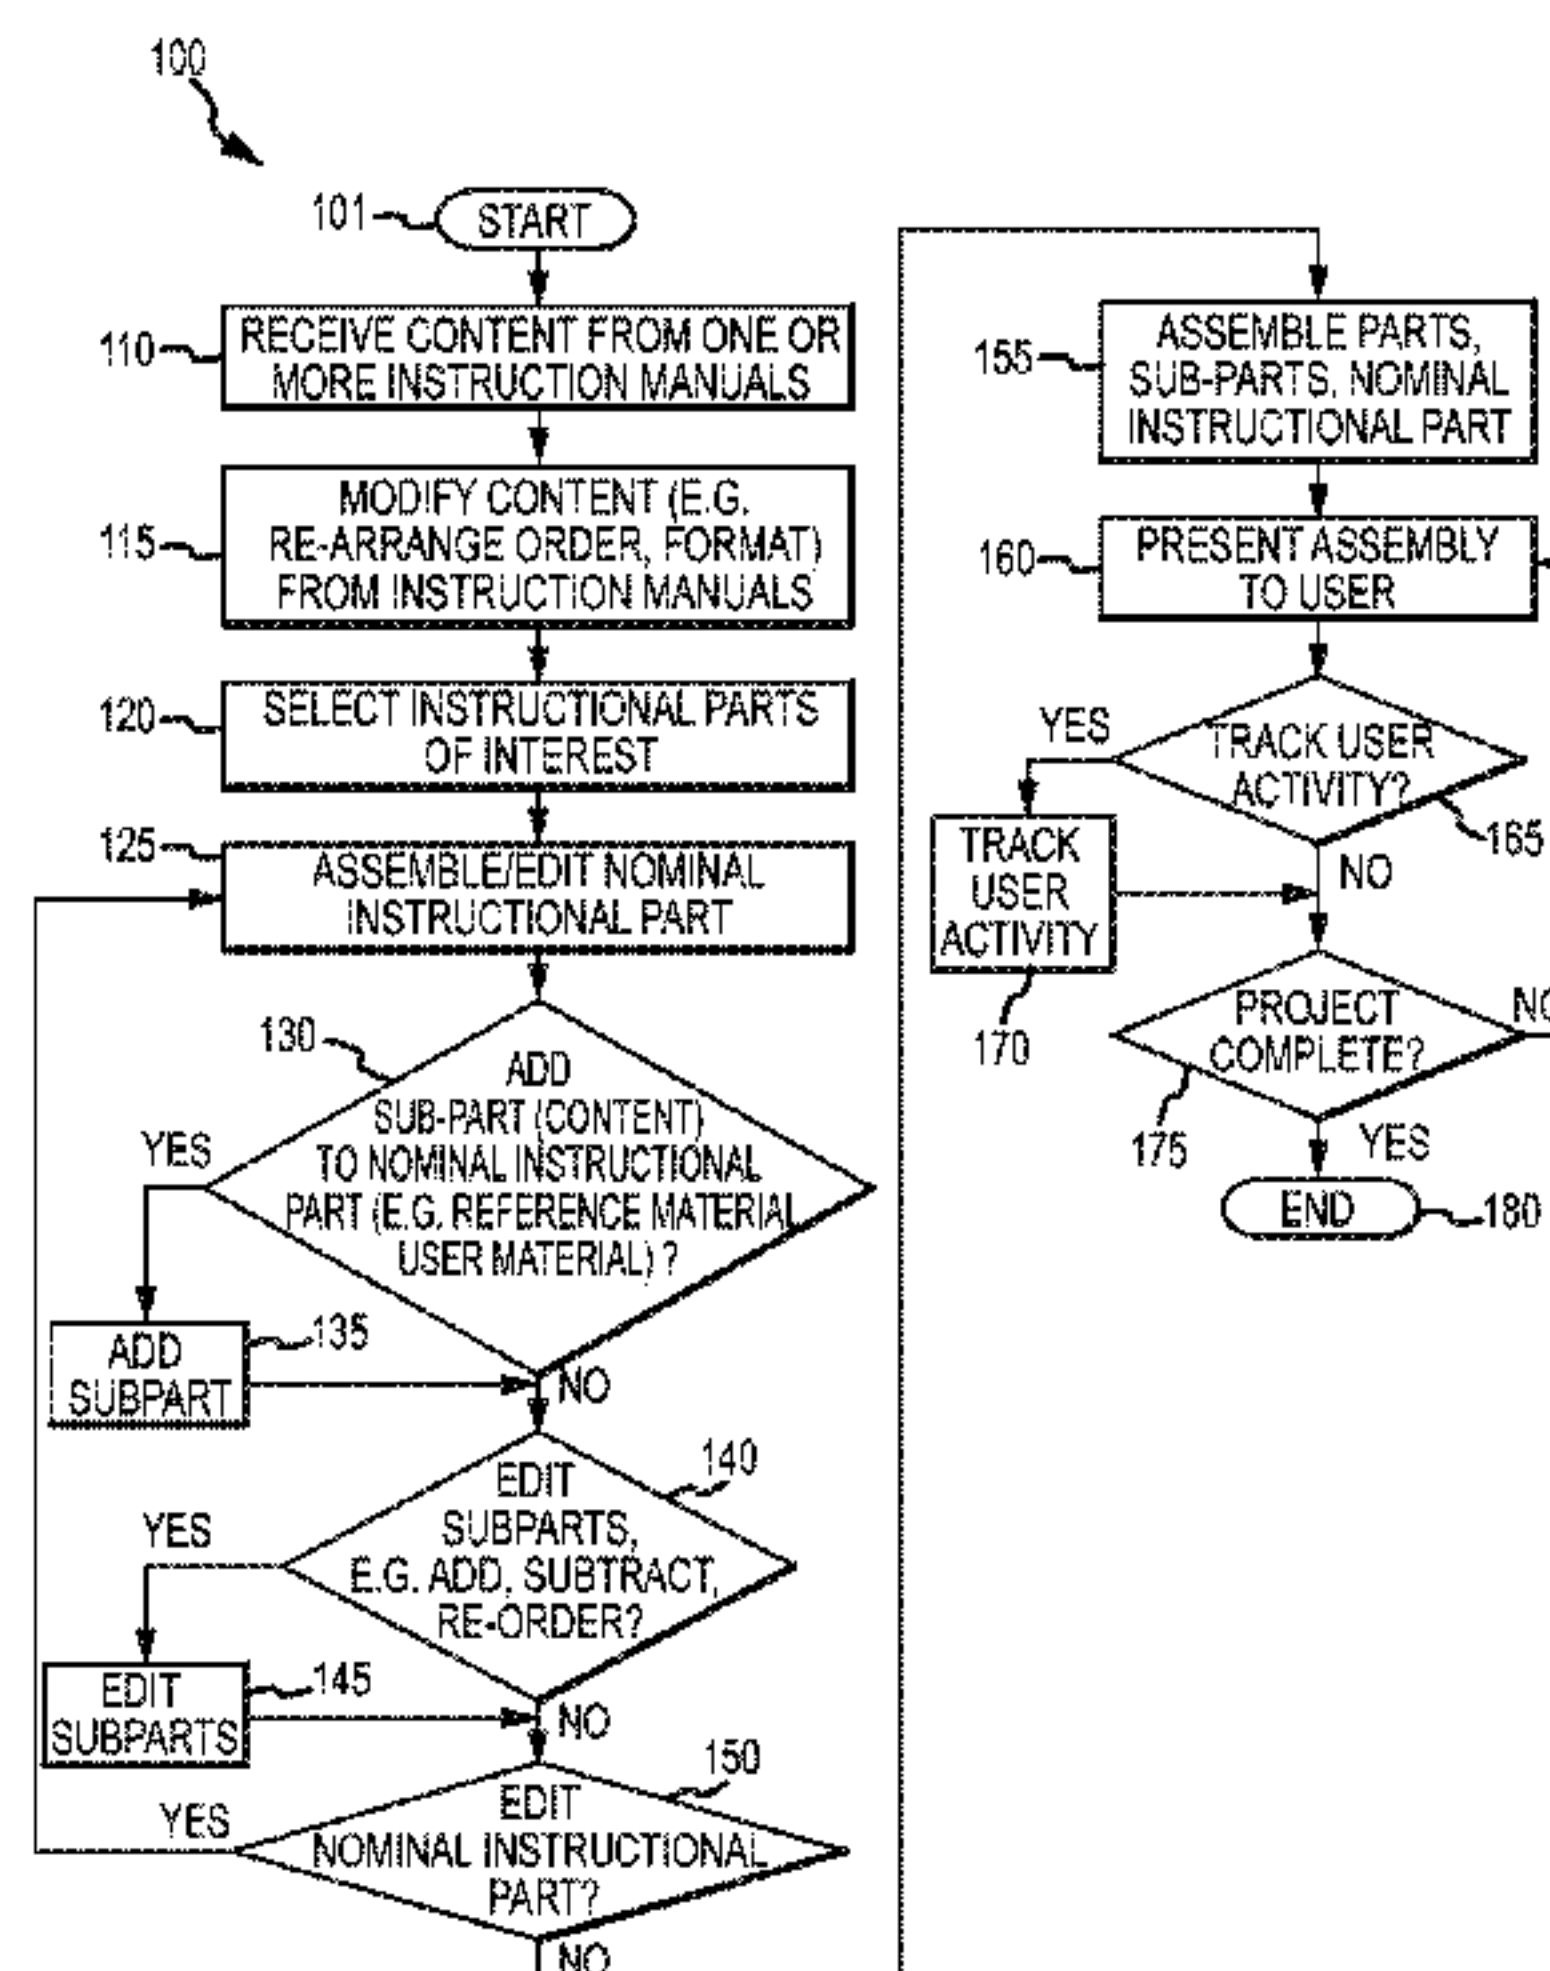 100
101
START
110
RECEIVE CONTENT FROM ONE OR
MORE INSTRUCTION MANUALS
115
MODIFY CONTENT (E.G.
RE-ARRANGE ORDER, FORMAT)
FROM INSTRUCTION MANUALS
120
SELECT INSTRUCTIONAL PARTS
OF INTEREST
125
ASSEMBLE/EDIT NOMINAL
INSTRUCTIONAL PART
130
ADD
SUB-PART (CONTENT)
TO NOMINAL INSTRUCTIONAL
PART (E.G. REFERENCE MATERIAL
USER MATERIAL) ?
YES
135
ADD
SUBPART
NO
140
EDIT
SUBPARTS,
E.G. ADD, SUBTRACT,
RE-ORDER?
YES
145
EDIT
SUBPARTS
NO
150
EDIT
NOMINAL INSTRUCTIONAL
PART?
YES
NO
155
ASSEMBLE PARTS,
SUB-PARTS, NOMINAL
INSTRUCTIONAL PART
160
PRESENT ASSEMBLY
TO USER
YES
TRACK USER
ACTIVITY?
165
TRACK
USER
ACTIVITY
170
NO
PROJECT
COMPLETE?
175
NO
YES
END
180